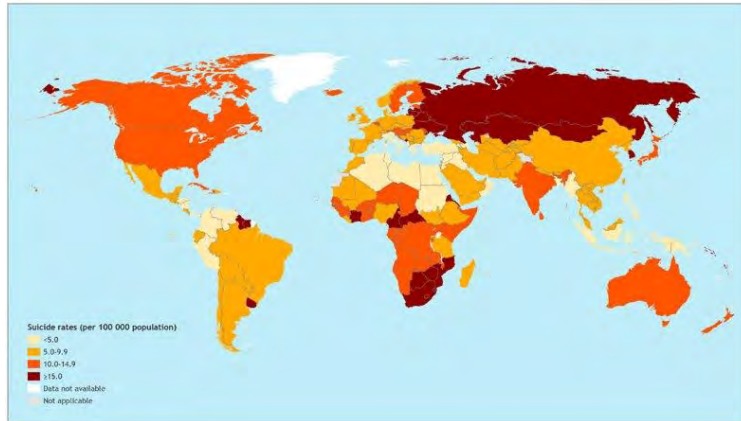 Suicide rates (per 100 000 population)
<5.0
5.0-9.9
10.0-14.9
≥15.0
Data not available
Not applicable